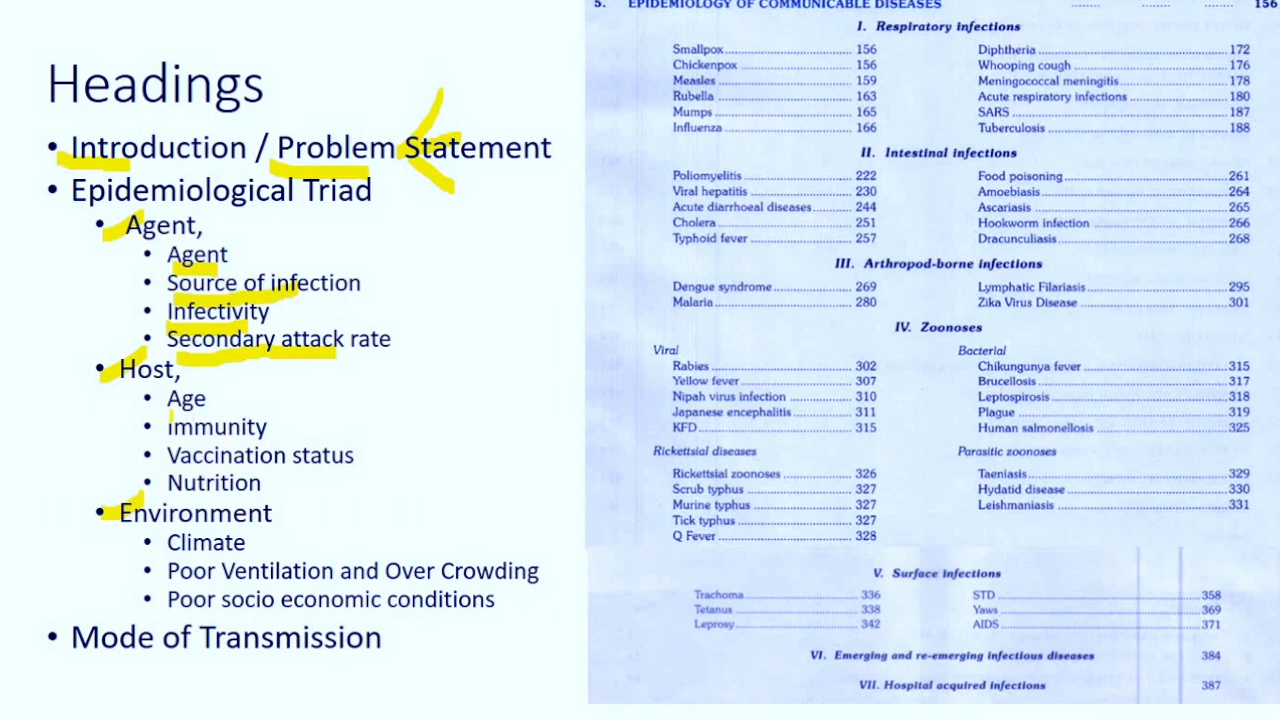 Headings
• Introduction / Problem Statement
• Epidemiological Triad
• Agent,
• Agent
• Source of infection
• Infectivity
• Secondary attack rate
• Host,
• Age
• immunity
• Vaccination status
• Nutrition
• Environment
• Climate
• Poor Ventilation and Over Crowding
• Poor socio economic conditions
• Mode of Transmission
5. EPIDEMIOLOGY OF COMMUNICABLE DISEASES ........ ....... ....... 156
I. Respiratory infections
Smallpox 156
Chickenpox 156
Measles 159
Rubella 163
Mumps 165
Influenza 166
Diphtheria 172
Whooping cough 176
Meningococcal meningitis 178
Acute respiratory infections 180
SARS 187
Tuberculosis 188
II. Intestinal infections
Poliomyelitis 222
Viral hepatitis 230
Acute diarrhoeal diseases 244
Cholera 251
Typhoid fever 257
Food poisoning 261
Amoebiasis 264
Ascariasis 265
Hookworm infection 266
Dracunculiasis 268
III. Arthropod-borne infections
Dengue syndrome 269
Malaria 280
Lymphatic Filariasis 295
Zika Virus Disease 301
IV. Zoonoses
Viral
Rabies 302
Yellow fever 307
Nipah virus infection 310
Japanese encephalitis 311
KFD 315
Bacterial
Chikungunya fever 315
Brucellosis 317
Leptospirosis 318
Plague 319
Human salmonellosis 325
Rickettsial diseases
Rickettsial zoonoses 326
Scrub typhus 327
Murine typhus 327
Tick typhus 327
Q Fever 328
Parasitic zoonoses
Taeniasis 329
Hydatid disease 330
Leishmaniasis 331
V. Surface infections
Trachoma 336
Tetanus 338
Leprosy 342
STD 358
Yaws 369
AIDS 371
VI. Emerging and re-emerging infectious diseases 384
VII. Hospital acquired infections 387